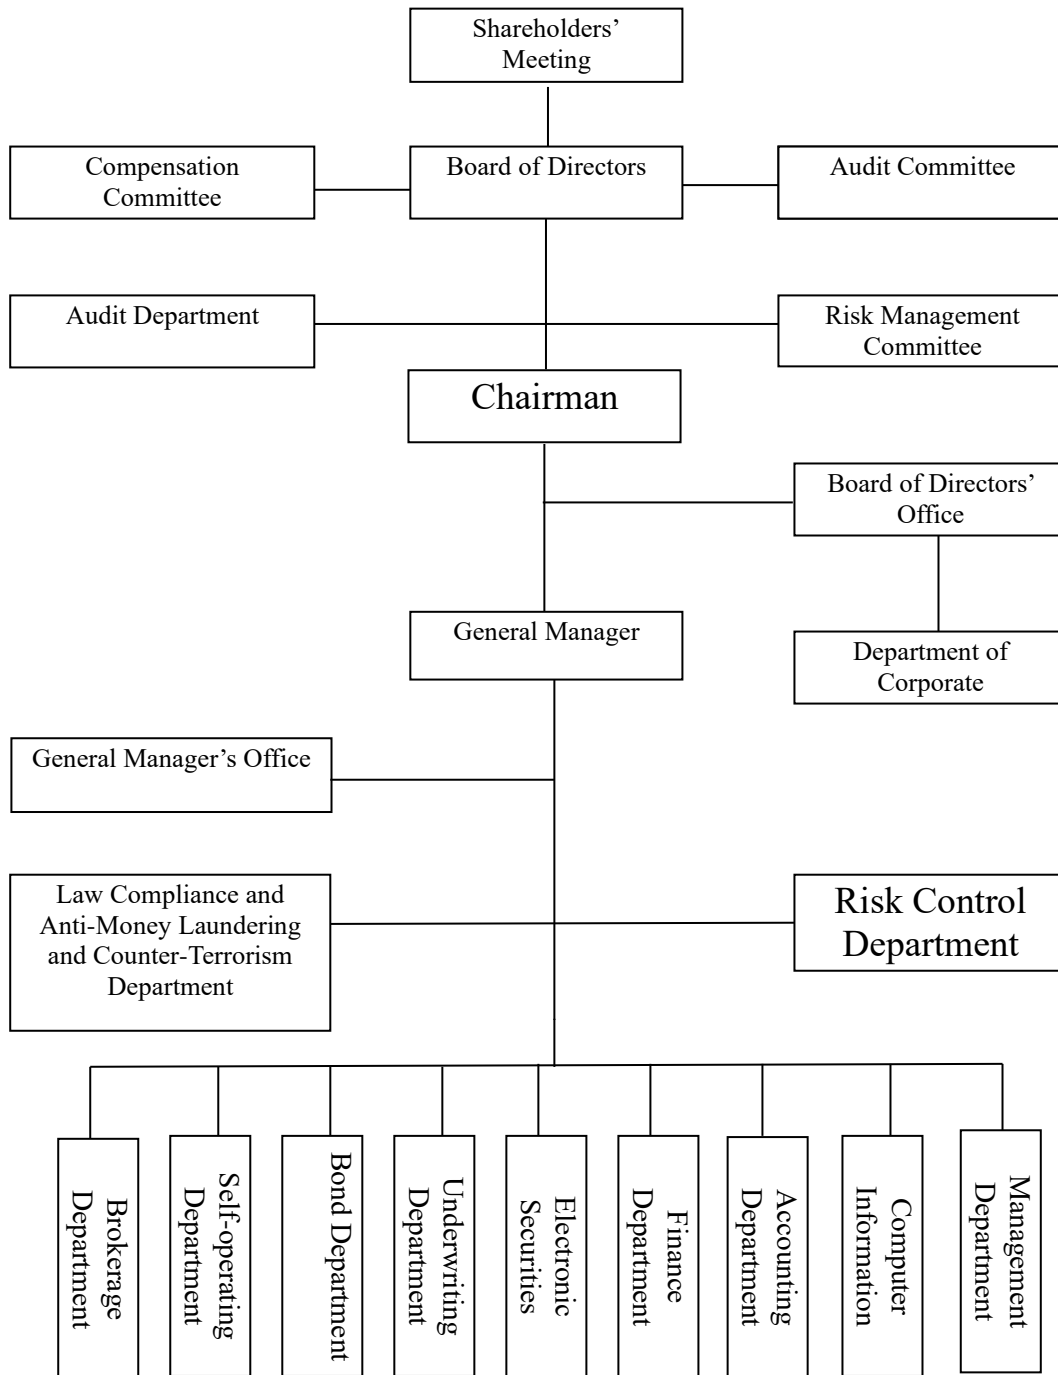 Shareholders’
Meeting
Compensation
Committee
Board of Directors
Audit Committee
Audit Department
Risk Management
Committee
Chairman
Board of Directors’
Office
General Manager
Department of
Corporate
General Manager’s Office
Law Compliance and
Anti-Money Laundering
and Counter-Terrorism
Department
Risk Control
Department
Brokerage
Department
Self-operating
Department
Bond Department
Underwriting
Department
Electronic
Securities
Finance
Department
Accounting
Department
Computer
Information
Management
Department